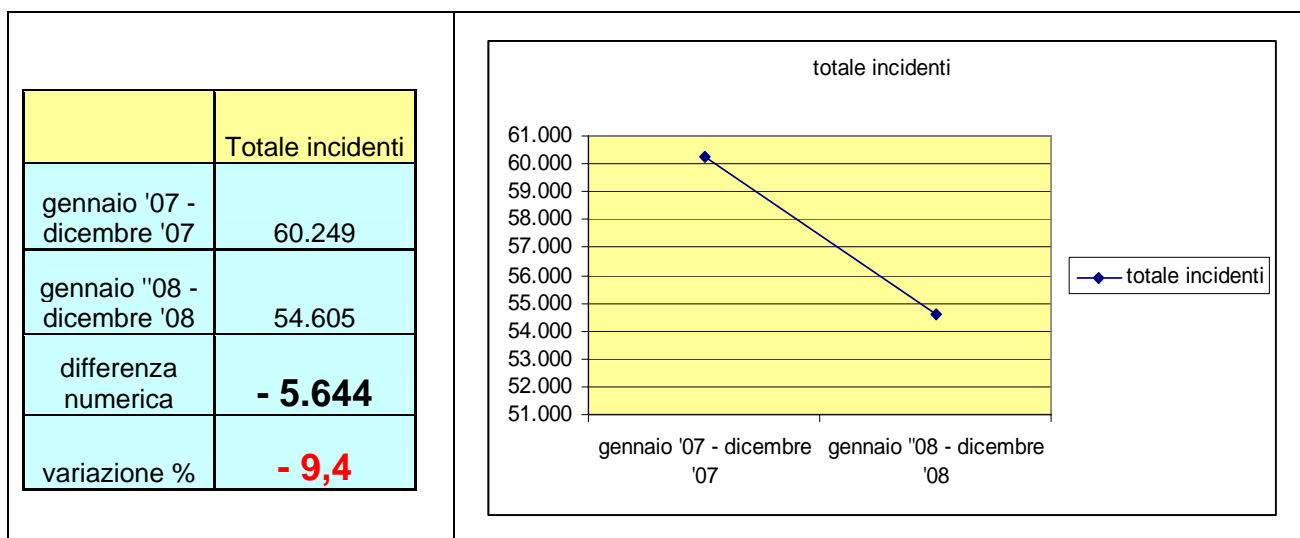 Totale incidenti
gennaio '07 -
dicembre '07
60.249
gennaio "08 -
dicembre '08
54.605
differenza
numerica
- 5.644
variazione %
- 9,4
totale incidenti
61.000
60.000
59.000
58.000
57.000
56.000
55.000
54.000
53.000
52.000
51.000
gennaio '07 - dicembre
'07
gennaio "08 - dicembre
'08
totale incidenti